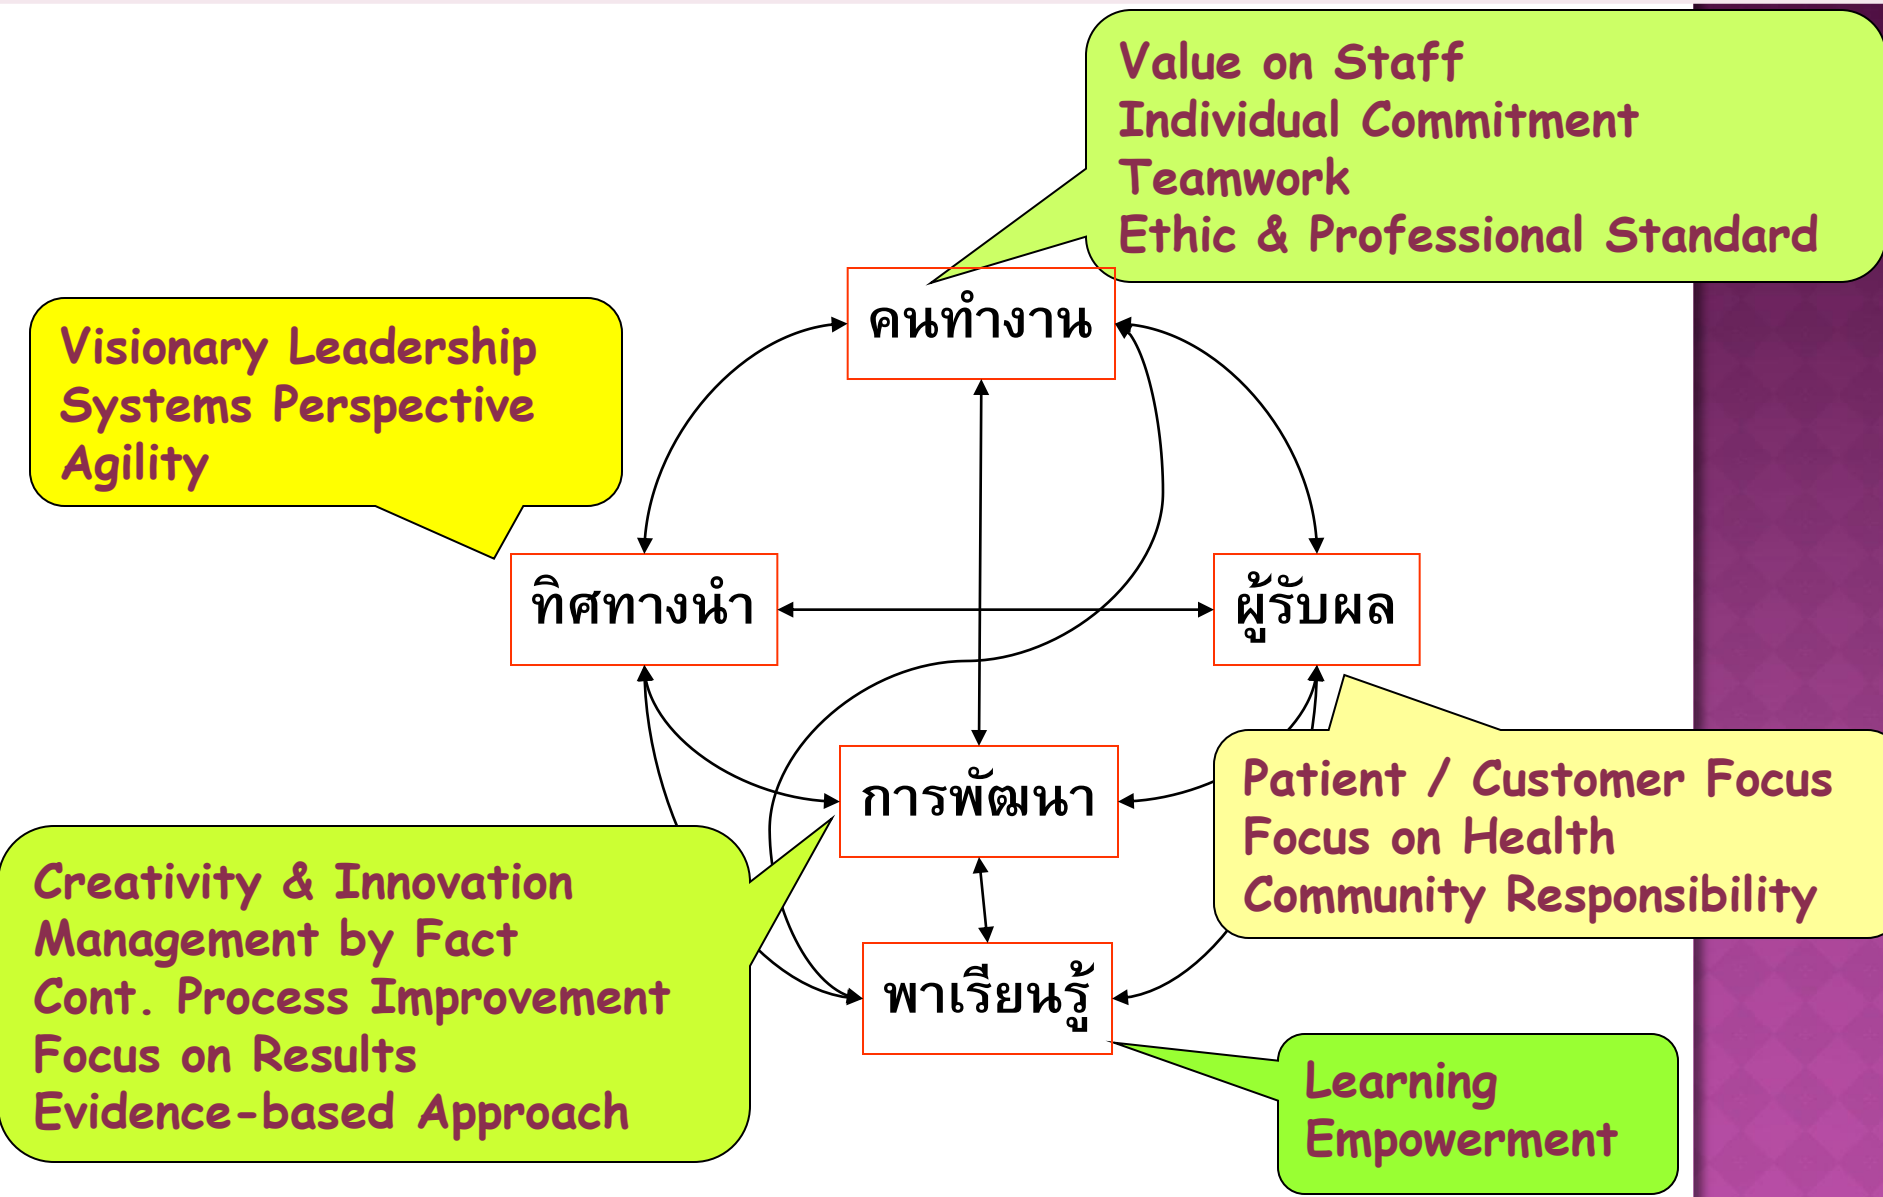 Value on Staff
Individual Commitment
Teamwork
Ethic & Professional Standard
คนทำงาน
Visionary Leadership
Systems Perspective
Agility
ทิศทางนำ
ผู้รับผล
Patient / Customer Focus
Focus on Health
Community Responsibility
การพัฒนา
Creativity & Innovation
Management by Fact
Cont. Process Improvement
Focus on Results
Evidence-based Approach
พาเรียนรู้
Learning
Empowerment